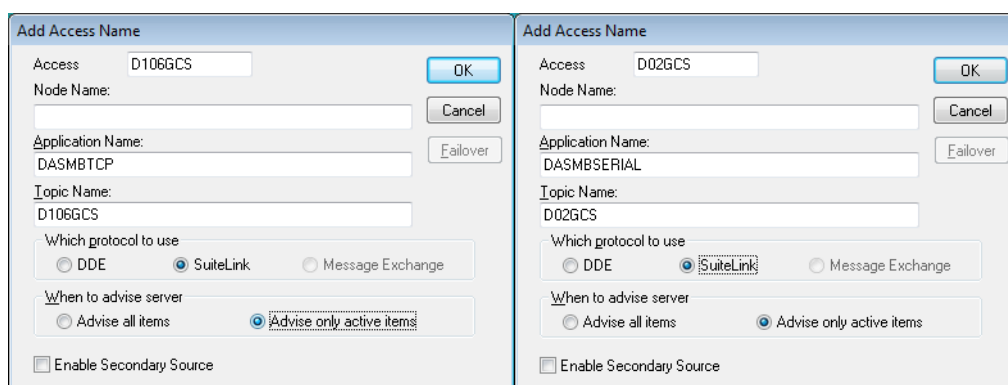 Add Access Name
Access D106GCS
OK
Node Name:
Cancel
Application Name:
Failover
DASMBTCP
Topic Name:
D106GCS
Which protocol to use
DDE SuiteLink Message Exchange
When to advise server
Advise all items Advise only active items
Enable Secondary Source
Add Access Name
Access D02GCS
OK
Node Name:
Cancel
Application Name:
Failover
DASMBSERIAL
Topic Name:
D02GCS
Which protocol to use
DDE SuiteLink Message Exchange
When to advise server
Advise all items Advise only active items
Enable Secondary Source